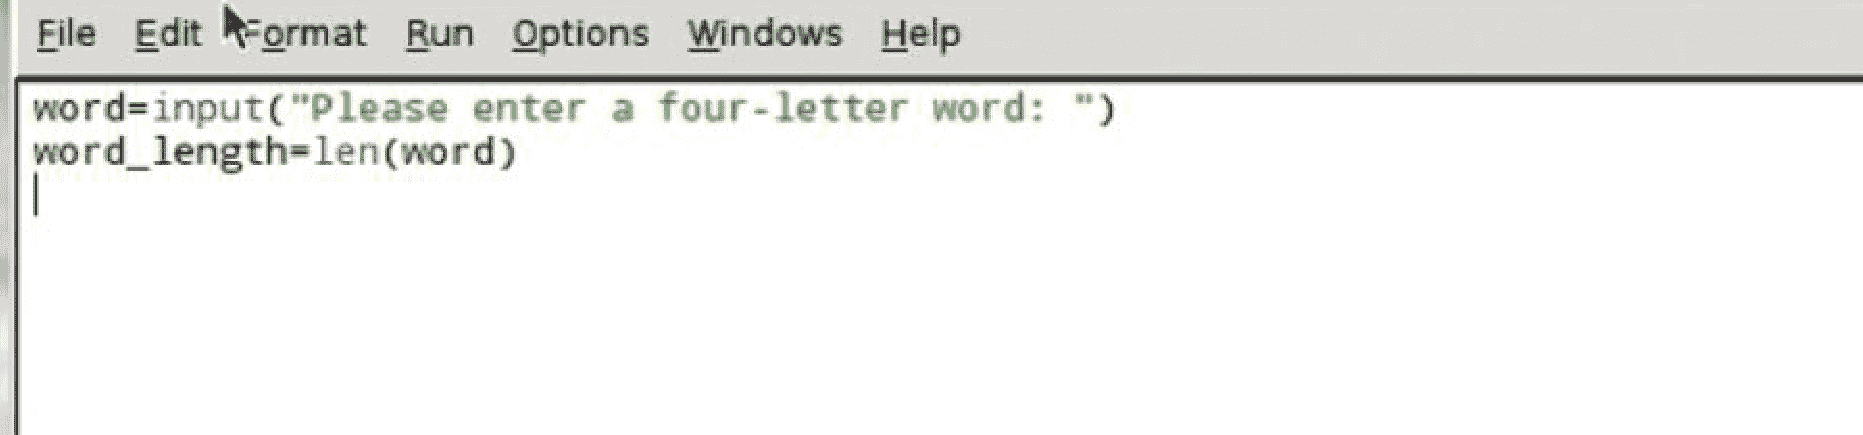 File Edit Format Run Options Windows Help
word=input("Please enter a four-letter word: ")
word_length=len(word)